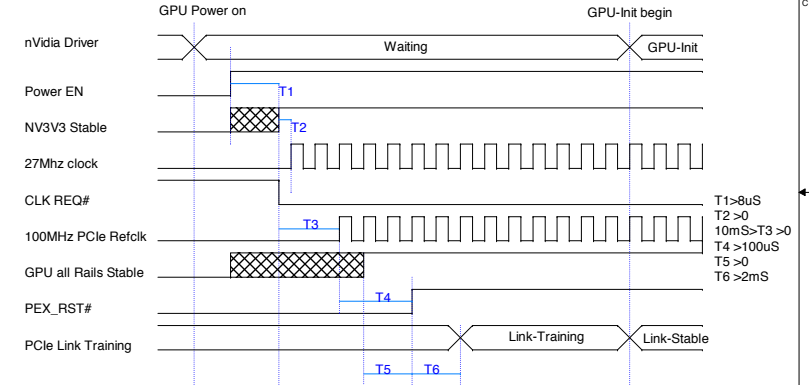 GPU Power on
GPU-Init begin
nVidia Driver
Waiting
GPU-Init
Power EN
T1
NV3V3 Stable
T2
27Mhz clock
CLK REQ#
T1>8uS
T2 >0
T3
10mS>T3 >0
100MHz PCIe Refclk
T4 >100uS
T5 >0
GPU all Rails Stable
T6 >2mS
T4
PEX_RST#
PCIe Link Training
Link-Training
Link-Stable
T5
T6